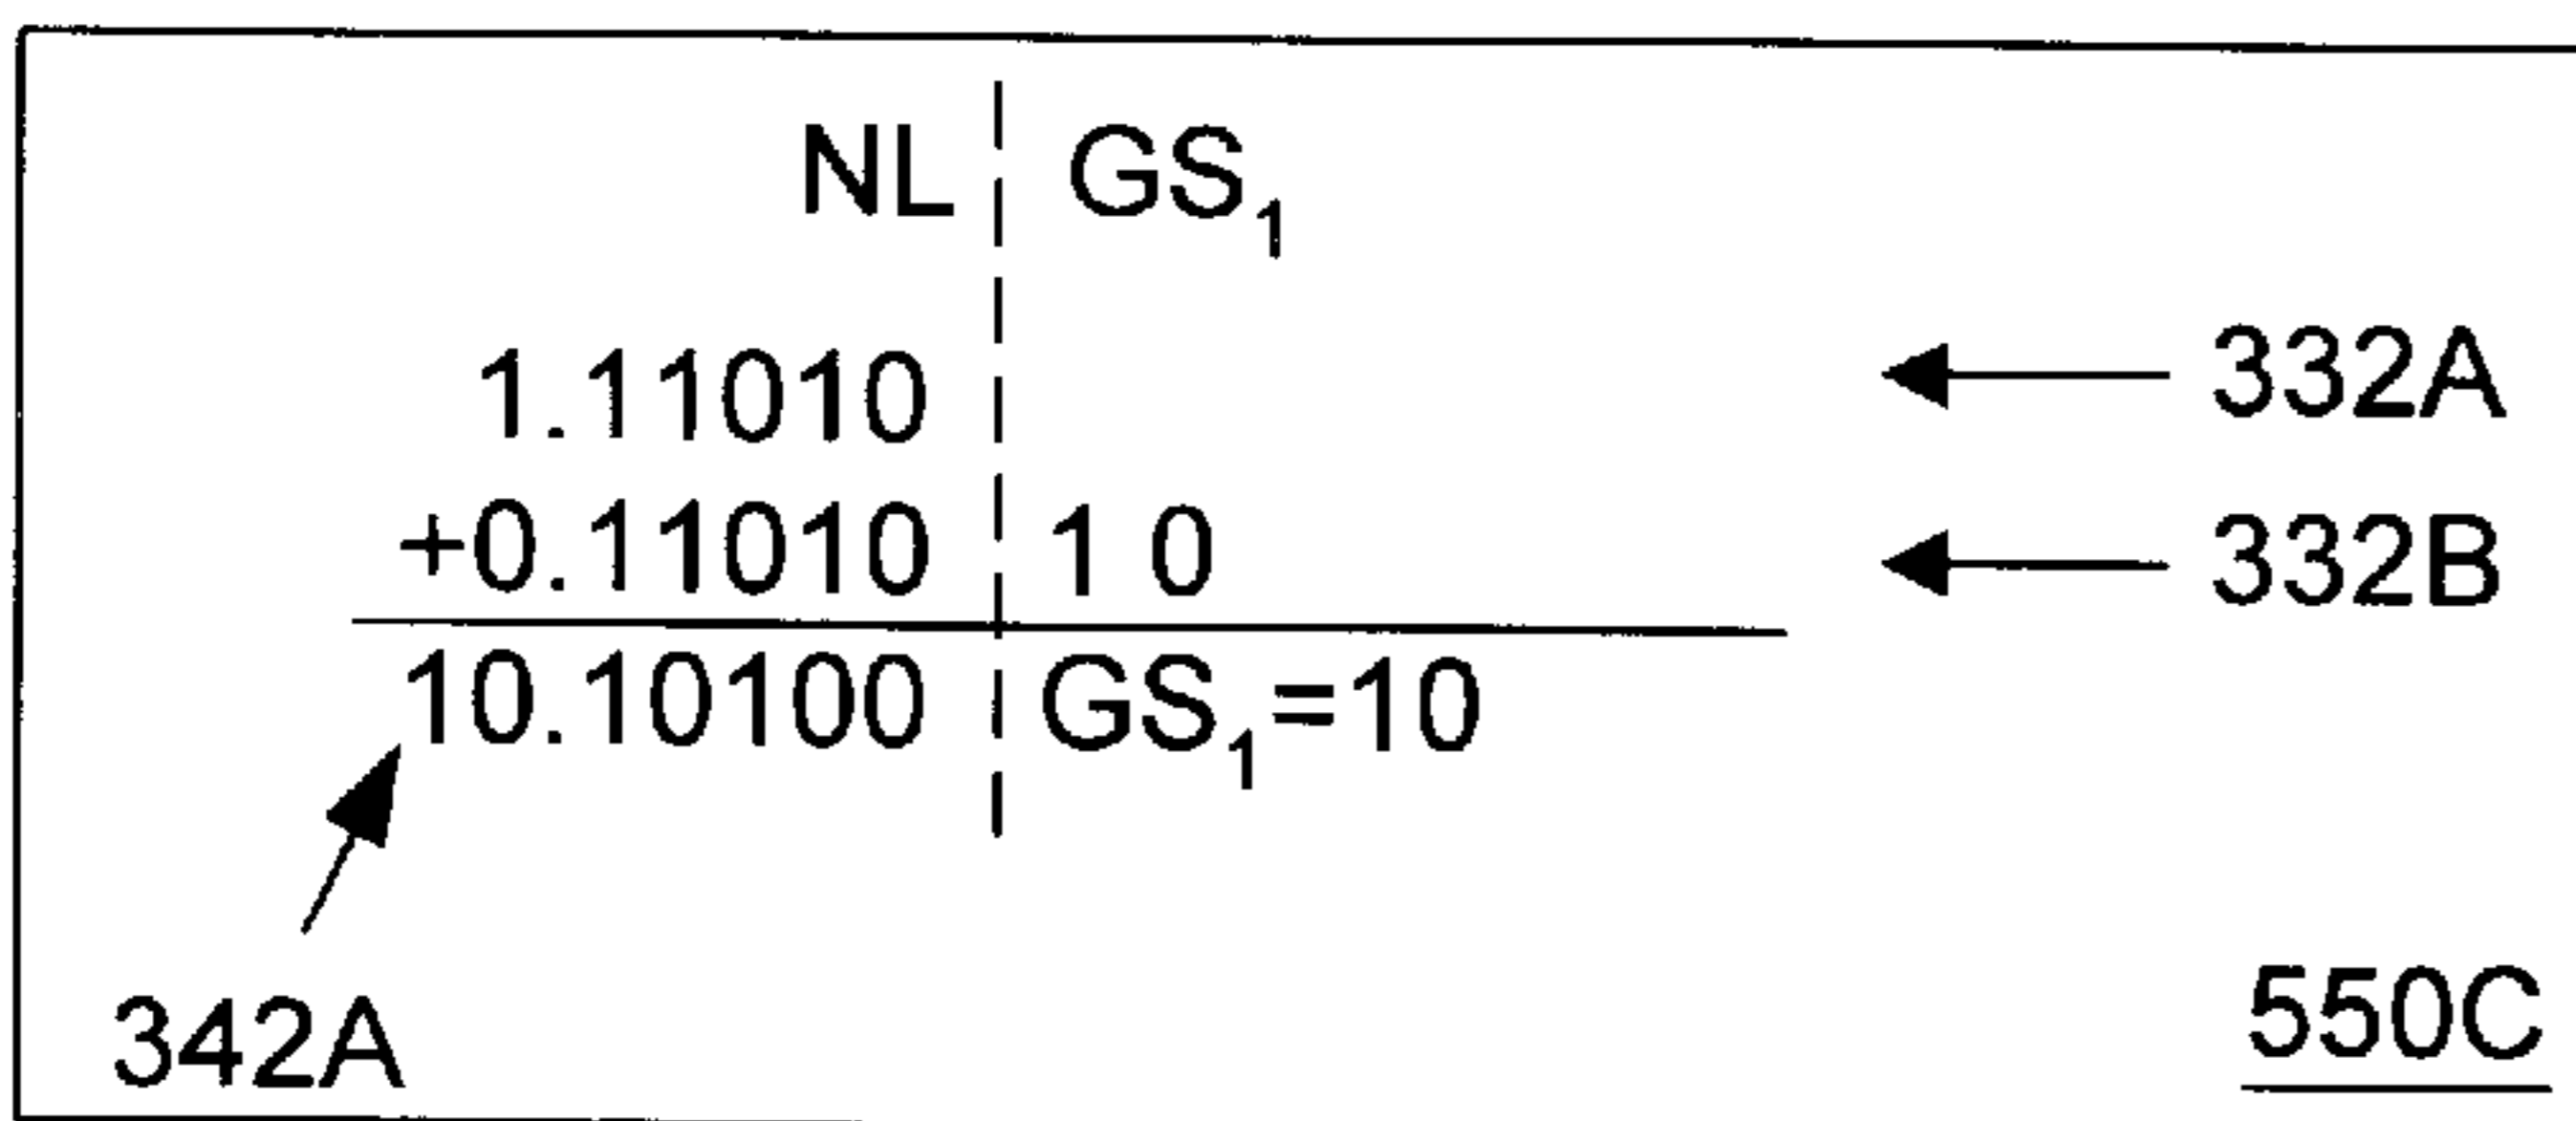 NL GS₁
1.11010 332A
+0.11010 1 0 332B
10.10100 GS₁=10
342A 550C